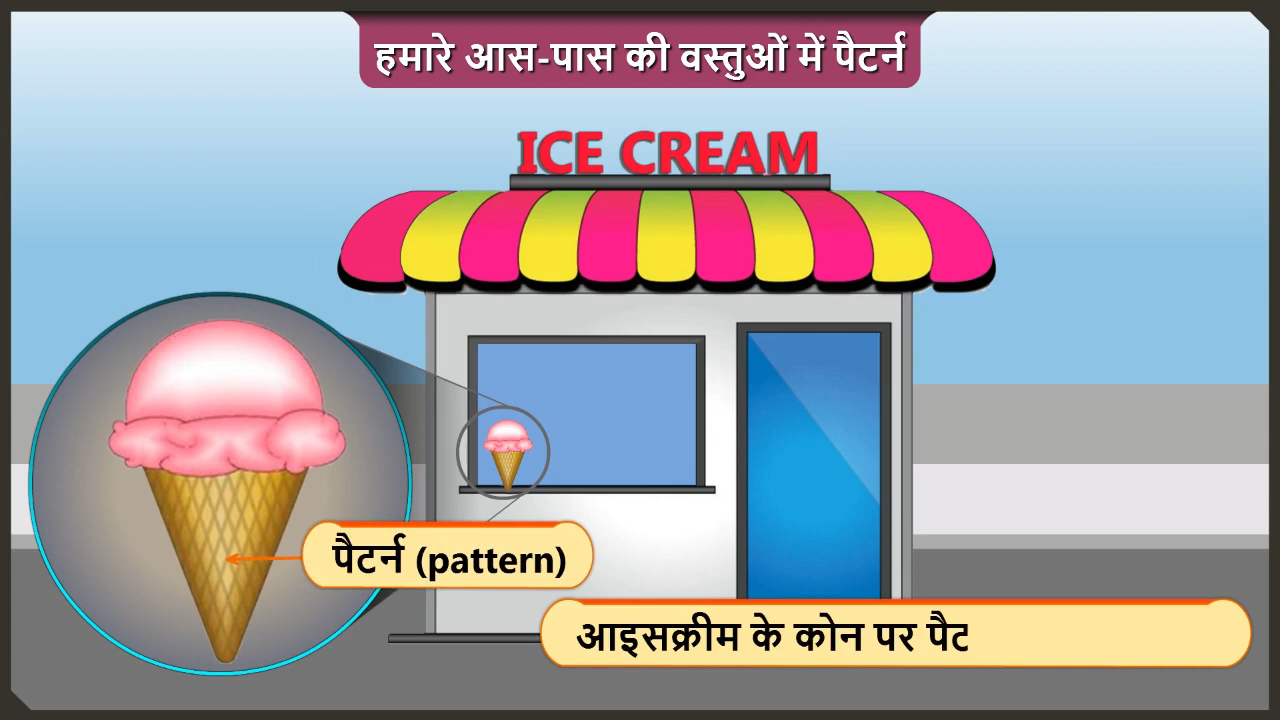 हमारे आस-पास की वस्तुओं में पैटर्न
ICE CREAM
पैटर्न (pattern)
आइसक्रीम के कोन पर पैट